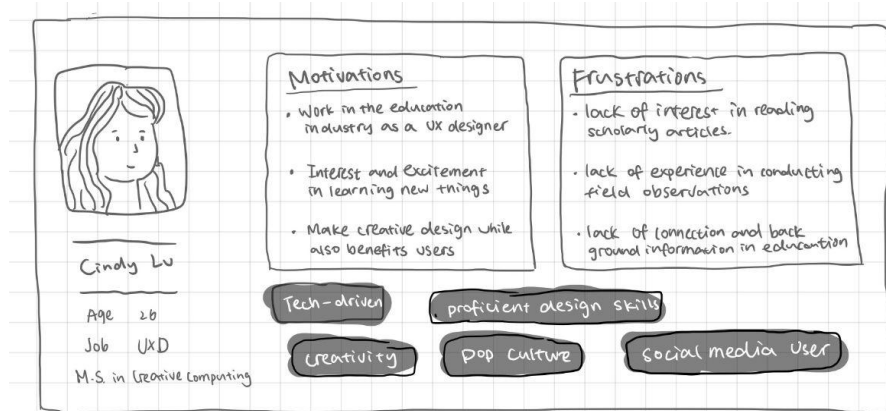 Cindy Lu
Age 26
Job UXD
M.S. in Creative Computing
Motivations
• Work in the education
industry as a UX designer
• Interest and excitement
in learning new things
• Make creative design while
also benefits users
Frustrations
• lack of interest in reading
scholarly articles.
• lack of experience in conducting
field observations
• lack of connection and back
ground information in educantion
Tech-driven
. proficient design skills
creativity
pop culture
social media user